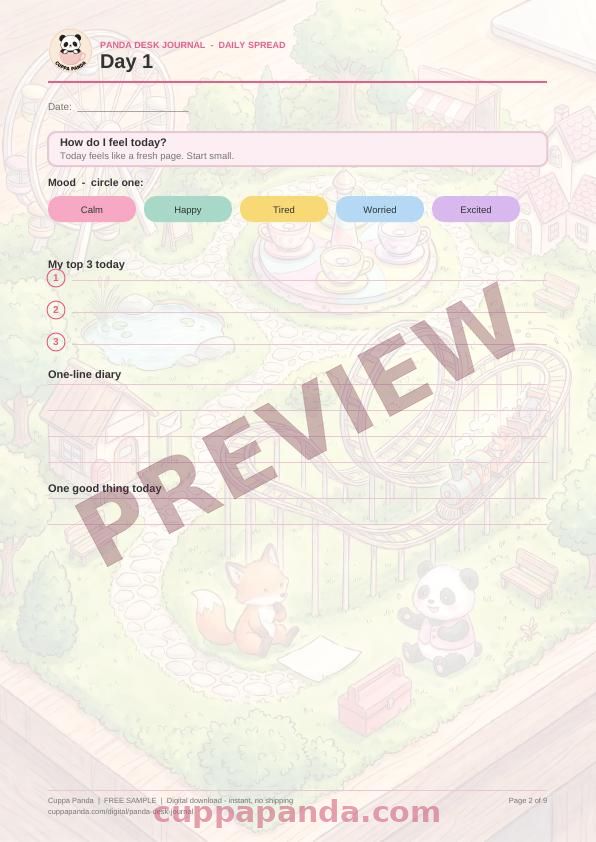 CUPPA PANDA
PANDA DESK JOURNAL - DAILY SPREAD
Day 1
Date:
How do I feel today?
Today feels like a fresh page. Start small.
Mood - circle one:
Calm Happy Tired Worried Excited
My top 3 today
1
2
3
One-line diary
One good thing today
PREVIEW
Cuppa Panda | FREE SAMPLE | Digital download - instant, no shipping
Page 2 of 9
cuppapanda.com/digital/panda-desk-journal
cuppapanda.com